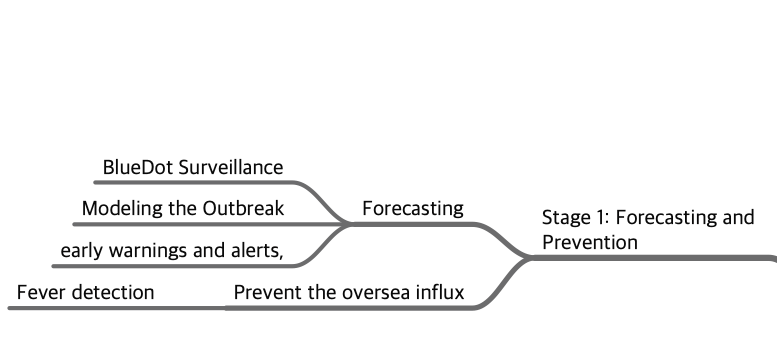 BlueDot Surveillance
Modeling the Outbreak
early warnings and alerts,
Forecasting
Fever detection
Prevent the oversea influx
Stage 1: Forecasting and
Prevention